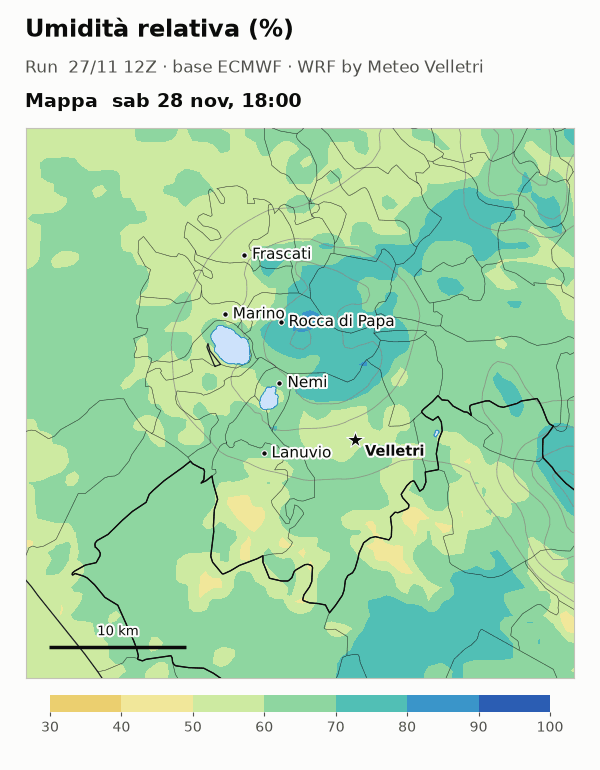 Umidità relativa (%)
Run  27/11 12Z · base ECMWF · WRF by Meteo Velletri
Mappa  sab 28 nov, 18:00
Frascati
Marino
Rocca di Papa
Nemi
Velletri
Lanuvio
10 km
30 40 50 60 70 80 90 100